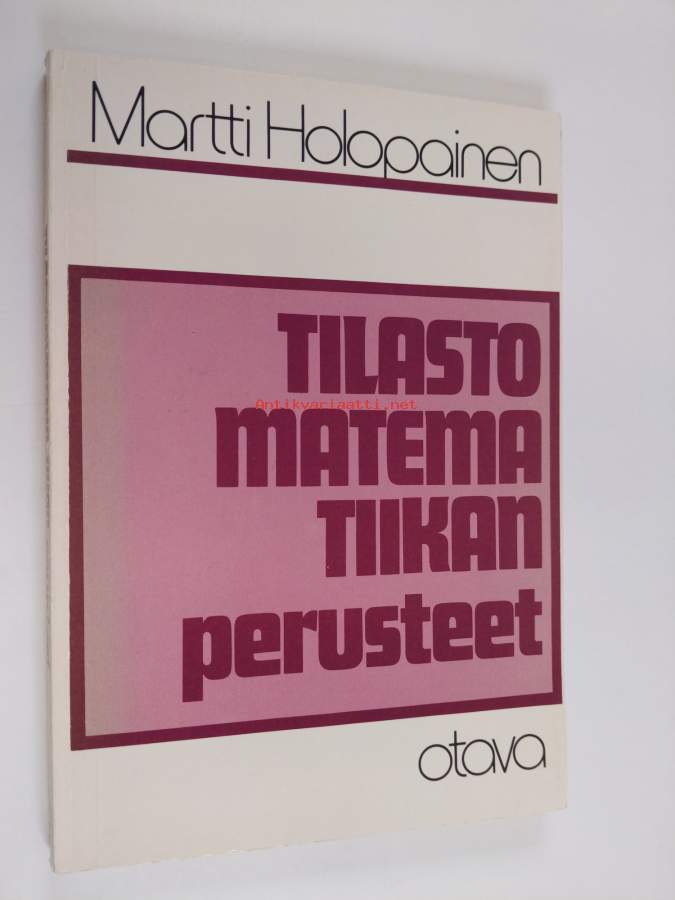 Martti Holopainen
TILASTO
Antikvariaatti.net
MATEMA
TIIKAN
perusteet
otava